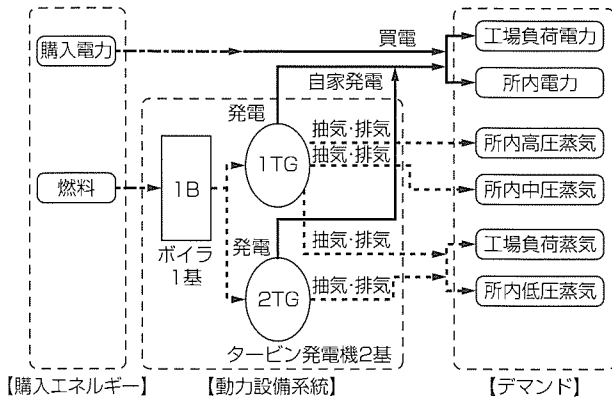 購入電力
買電
工場負荷電力
自家発電
所内電力
発電
抽気・排気
所内高圧蒸気
抽気・排気
燃料
1B
1TG
所内中圧蒸気
ボイラ
1基
発電
抽気・排気
工場負荷蒸気
2TG
抽気・排気
所内低圧蒸気
タービン発電機2基
【購入エネルギー】
【動力設備系統】
【デマンド】